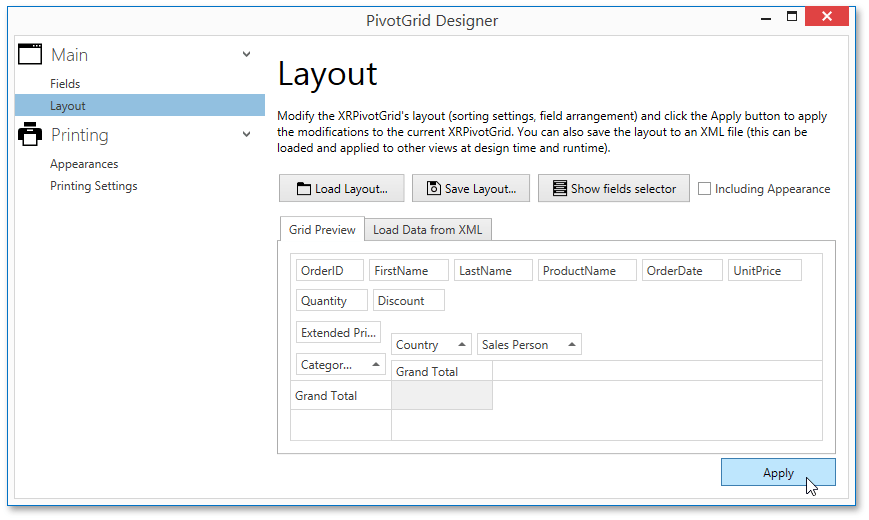 PivotGrid Designer
Main
Fields
Layout
Printing
Appearances
Printing Settings
Layout
Modify the XRPivotGrid's layout (sorting settings, field arrangement) and click the Apply button to apply
the modifications to the current XRPivotGrid. You can also save the layout to an XML file (this can be
loaded and applied to other views at design time and runtime).
Load Layout... Save Layout... Show fields selector Including Appearance
Grid Preview Load Data from XML
OrderID FirstName LastName ProductName OrderDate UnitPrice
Quantity Discount
Extended Pri...
Country Sales Person
Categor...
Grand Total
Grand Total
Apply